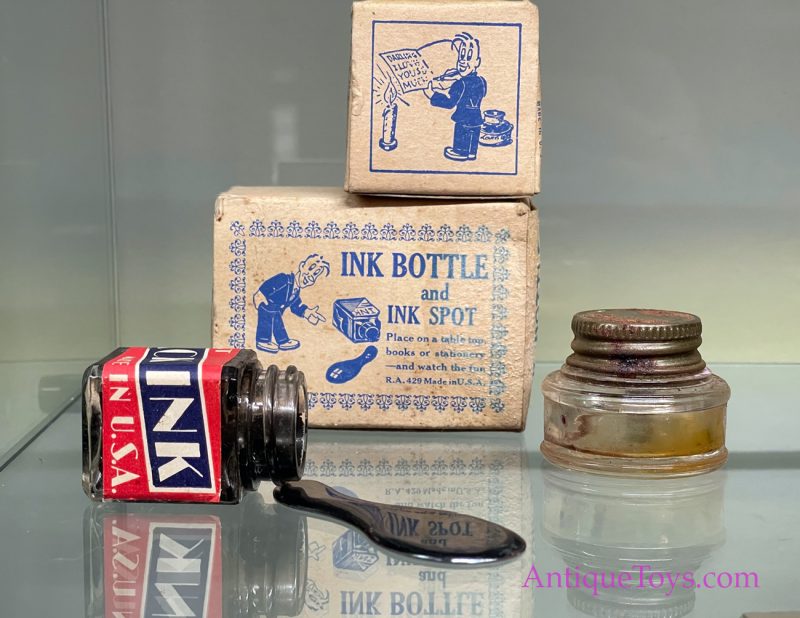 DARLING
I LOVE
YOU SO
MUCH
INK BOTTLE
and
INK SPOT
Place on a table top,
books or stationery
—and watch the fun
R.A. 429 Made in U.S.A.
INK
MADE IN U.S.A.
AntiqueToys.com